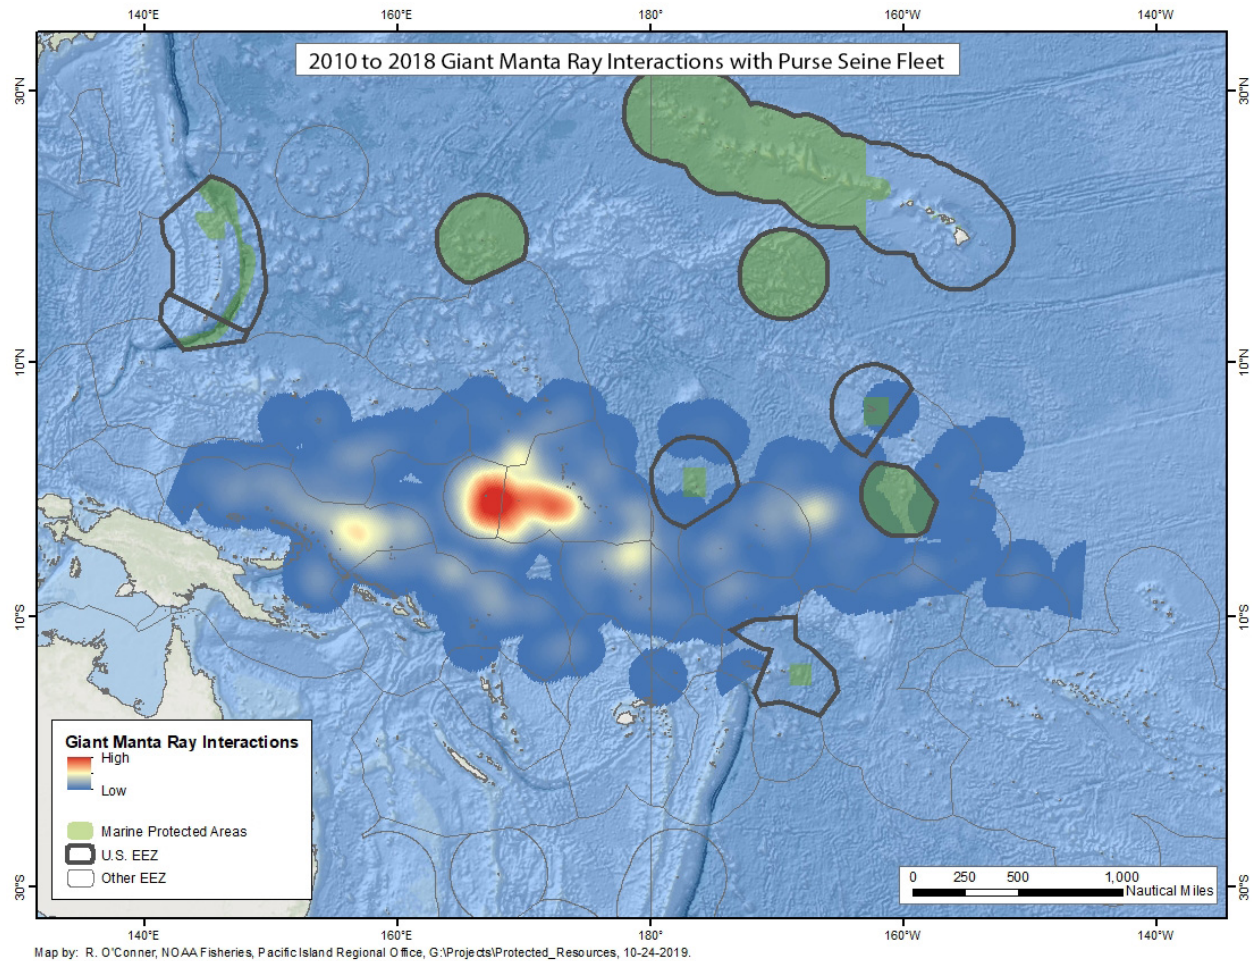 140°E 160°E 180° 160°W 140°W
2010 to 2018 Giant Manta Ray Interactions with Purse Seine Fleet
30°N 30°N
10°N 10°N
10°S 10°S
Giant Manta Ray Interactions
High
Low
Marine Protected Areas
U.S. EEZ
Other EEZ
0 250 500 1,000
Nautical Miles
30°S 30°S
140°E 160°E 180° 160°W 140°W
Map by: R. O'Conner, NOAA Fisheries, Pacific Island Regional Office, G:\Projects\Protected_Resources, 10-24-2019.